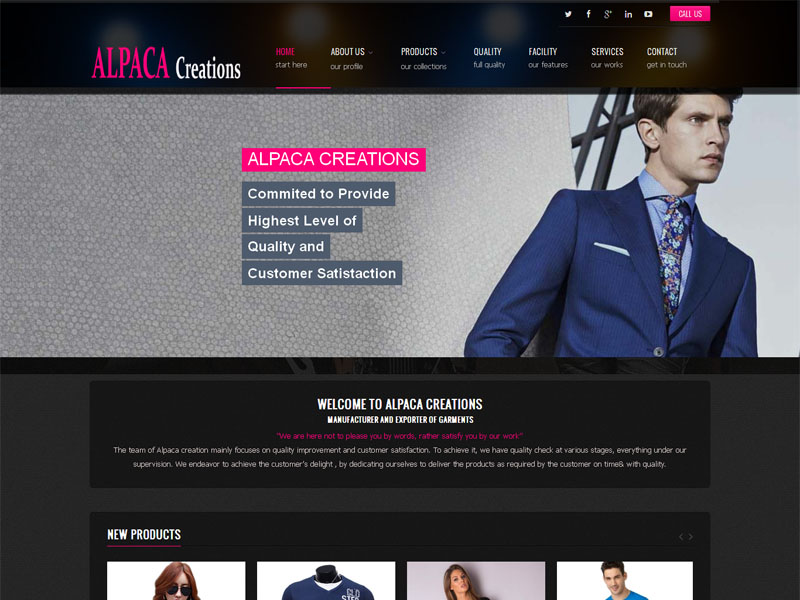 CALL US
ALPACA Creations
HOME
start here
ABOUT US
our profile
PRODUCTS
our collections
QUALITY
full quality
FACILITY
our features
SERVICES
our works
CONTACT
get in touch
ALPACA CREATIONS
Commited to Provide
Highest Level of
Quality and
Customer Satistaction
WELCOME TO ALPACA CREATIONS
MANUFACTURER AND EXPORTER OF GARMENTS
"We are here not to please you by words, rather satisfy you by our work"
The team of Alpaca creation mainly focuses on quality improvement and customer satisfaction. To achieve it, we have quality check at various stages, everything under our
supervision. We endeavor to achieve the customer's delight , by dedicating ourselves to deliver the products as required by the customer on time& with quality.
NEW PRODUCTS